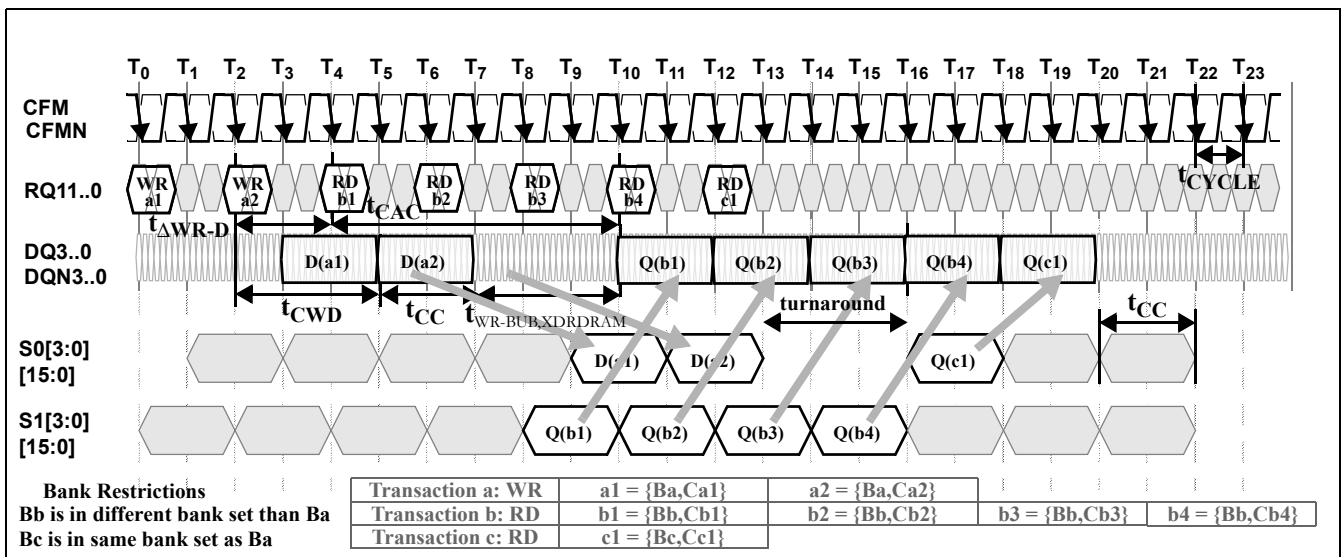 T0 T1 T2 T3 T4 T5 T6 T7 T8 T9 T10 T11 T12 T13 T14 T15 T16 T17 T18 T19 T20 T21 T22 T23
CFM
CFMN
RQ11..0
WR a1
WR a2
RD b1
RD b2
RD b3
RD b4
RD c1
tCYCLE
tΔWR-D
tCAC
DQ3..0
DQN3..0
D(a1) D(a2) Q(b1) Q(b2) Q(b3) Q(b4) Q(c1)
tCWD
tCC
tWR-BUB,XDRDRAM
turnaround
tCC
S0[3:0]
[15:0]
D(a1) D(a2) Q(c1)
S1[3:0]
[15:0]
Q(b1) Q(b2) Q(b3) Q(b4)
Bank Restrictions
Bb is in different bank set than Ba
Bc is in same bank set as Ba
Transaction a: WR a1 = {Ba,Ca1} a2 = {Ba,Ca2}
Transaction b: RD b1 = {Bb,Cb1} b2 = {Bb,Cb2} b3 = {Bb,Cb3} b4 = {Bb,Cb4}
Transaction c: RD c1 = {Bc,Cc1}